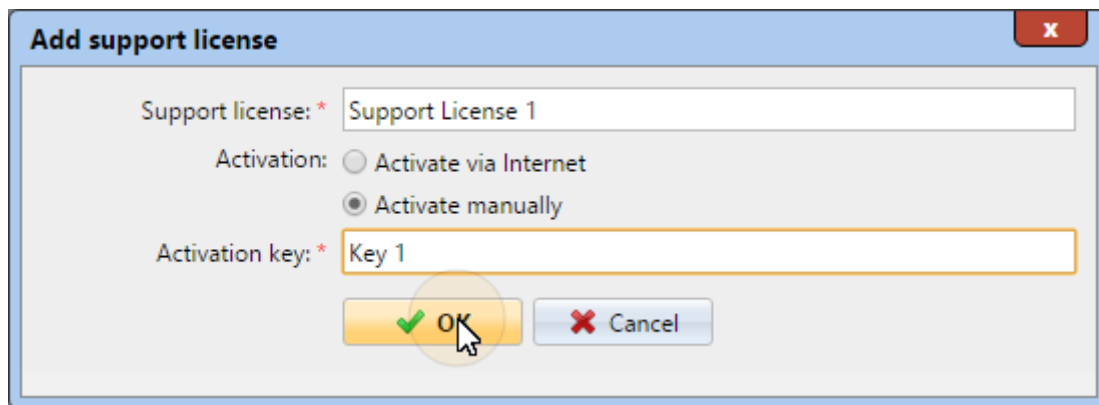 Add support license
x
Support license: * Support License 1
Activation: Activate via Internet
Activate manually
Activation key: * Key 1
OK Cancel